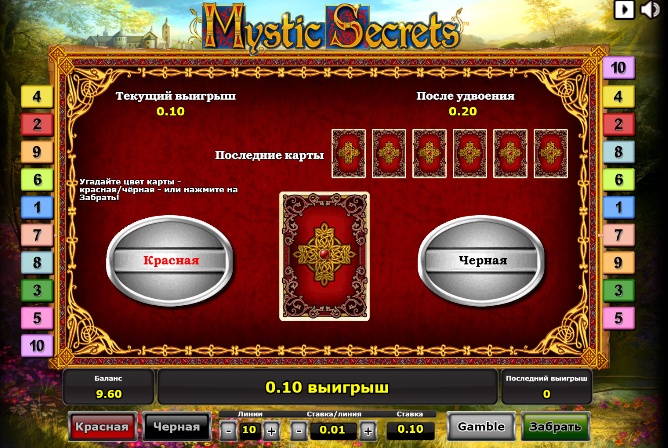 Mystic Secrets
10
Текущий выигрыш
0.10
После удвоения
0.20
4
2
9
6
1
7
8
3
5
10
4
2
8
6
1
7
9
3
5
Последние карты
Угадайте цвет карты -
красная/чёрная - или нажмите на
Забрать!
Красная
Черная
Баланс
9.60
0.10 выигрыш
Последний выигрыш
0
Красная
Черная
Линии
- 10 +
Ставка/линия
- 0.01 +
Ставка
0.10
Gamble
Забрать